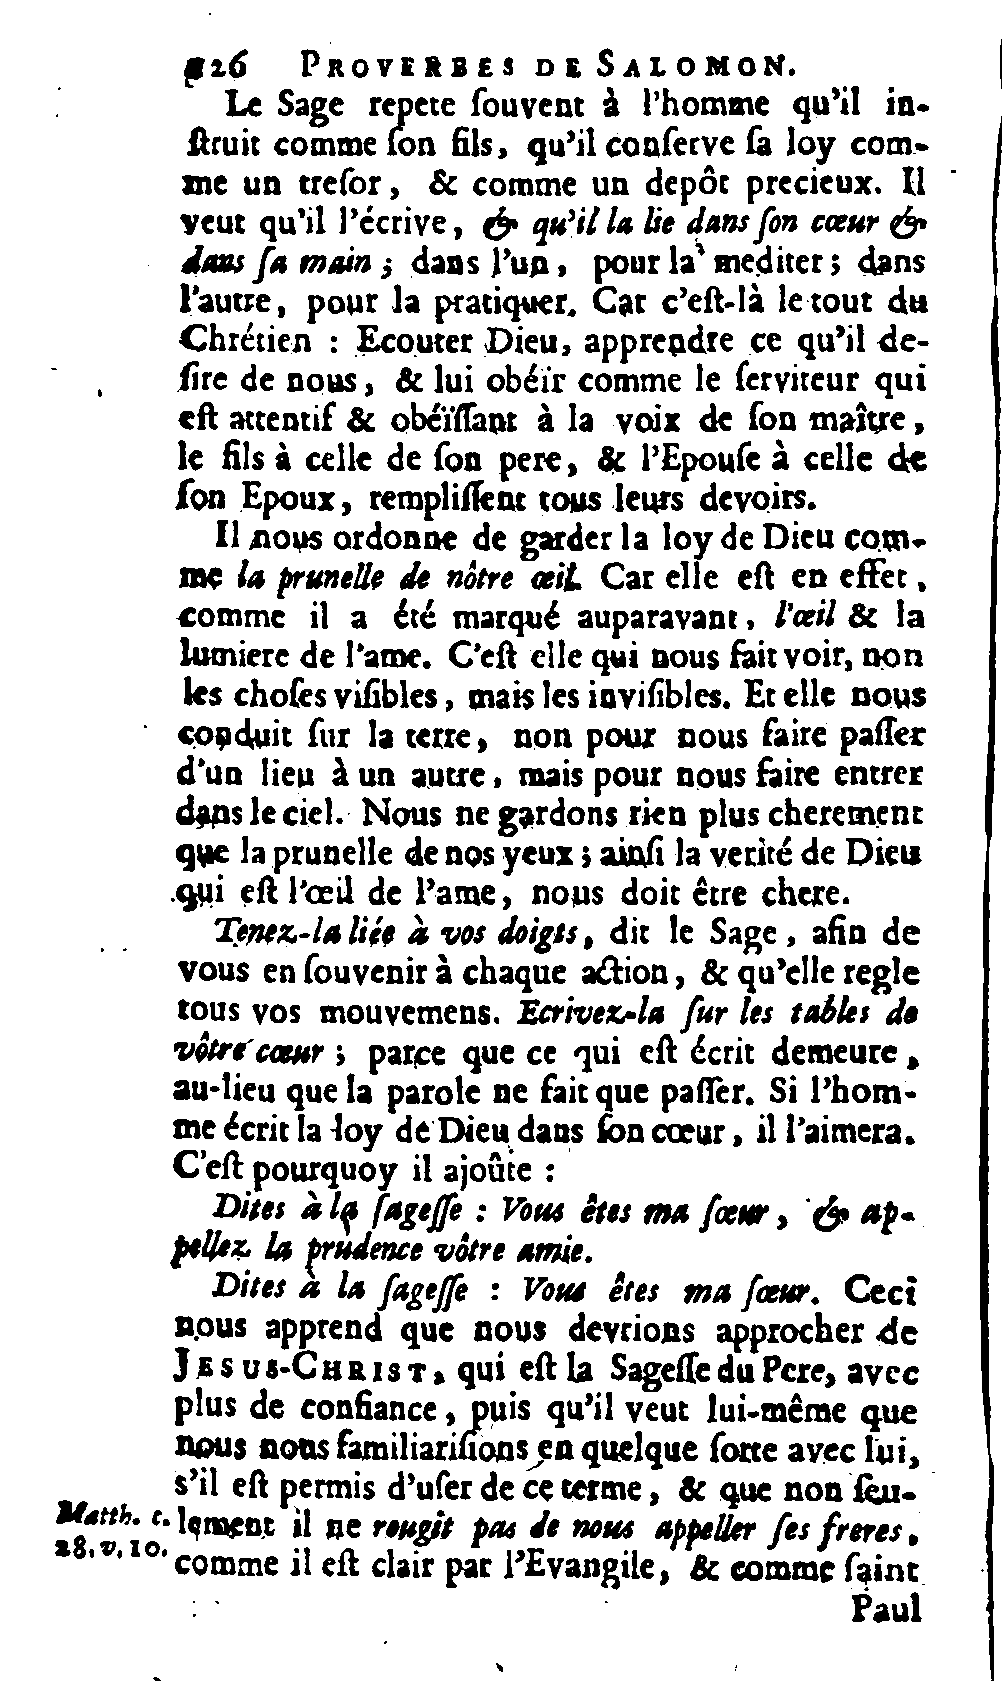 126 PROVERBES DE SALOMON.
Le Sage repete ſouvent à l'homme qu'il in-
ſtruit comme ſon fils, qu'il conſerve ſa loy com-
me un treſor, & comme un depôt precieux. Il
veut qu'il l'écrive, & qu'il la lie dans ſon cœur &
dans ſa main; dans l'un, pour la mediter; dans
l'autre, pour la pratiquer. Car c'eſt-là le tout du
Chrétien : Ecouter Dieu, apprendre ce qu'il de-
ſire de nous, & lui obéïr comme le ſerviteur qui
eſt attentif & obéïſſant à la voix de ſon maître,
le fils à celle de ſon pere, & l'Epouſe à celle de
ſon Epoux, rempliſſent tous leurs devoirs.
Il nous ordonne de garder la loy de Dieu com-
me la prunelle de nôtre œil. Car elle eſt en effet,
comme il a été marqué auparavant, l'œil & la
lumiere de l'ame. C'eſt elle qui nous fait voir, non
les choſes viſibles, mais les inviſibles. Et elle nous
conduit ſur la terre, non pour nous faire paſſer
d'un lieu à un autre, mais pour nous faire entrer
dans le ciel. Nous ne gardons rien plus cherement
que la prunelle de nos yeux; ainſi la verité de Dieu
qui eſt l'œil de l'ame, nous doit être chere.
Tenez-la liée à vos doigts, dit le Sage, afin de
vous en ſouvenir à chaque action, & qu'elle regle
tous vos mouvemens. Ecrivez-la ſur les tables de
vôtre cœur; parce que ce qui eſt écrit demeure,
au-lieu que la parole ne fait que paſſer. Si l'hom-
me écrit la loy de Dieu dans ſon cœur, il l'aimera.
C'eſt pourquoy il ajoûte :
Dites à la ſageſſe : Vous êtes ma ſœur, & ap-
pellez la prudence vôtre amie.
Dites à la ſageſſe : Vous êtes ma ſœur. Ceci
nous apprend que nous devrions approcher de
JESUS-CHRIST, qui eſt la Sageſſe du Pere, avec
plus de confiance, puis qu'il veut lui-même que
nous nous familiariſions en quelque ſorte avec lui,
s'il eſt permis d'uſer de ce terme, & que non ſeu-
Matth. c. lement il ne rougit pas de nous appeller ſes freres,
28. v. 10. comme il eſt clair par l'Evangile, & comme ſaint
Paul